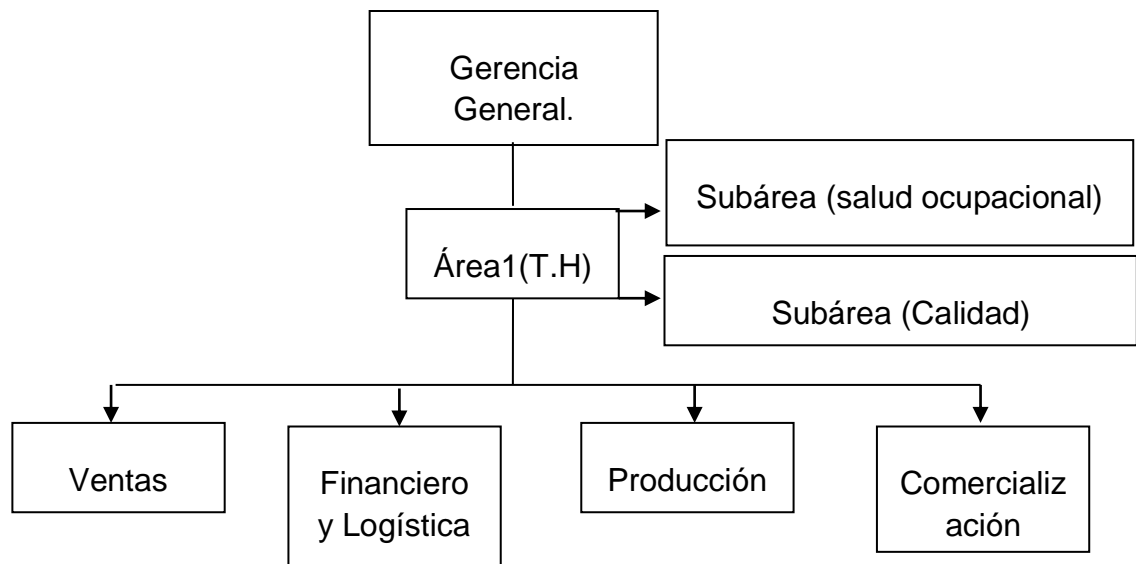 Gerencia
General.
Subárea (salud ocupacional)
Área1(T.H)
Subárea (Calidad)
Ventas
Financiero
y Logística
Producción
Comercializ
ación